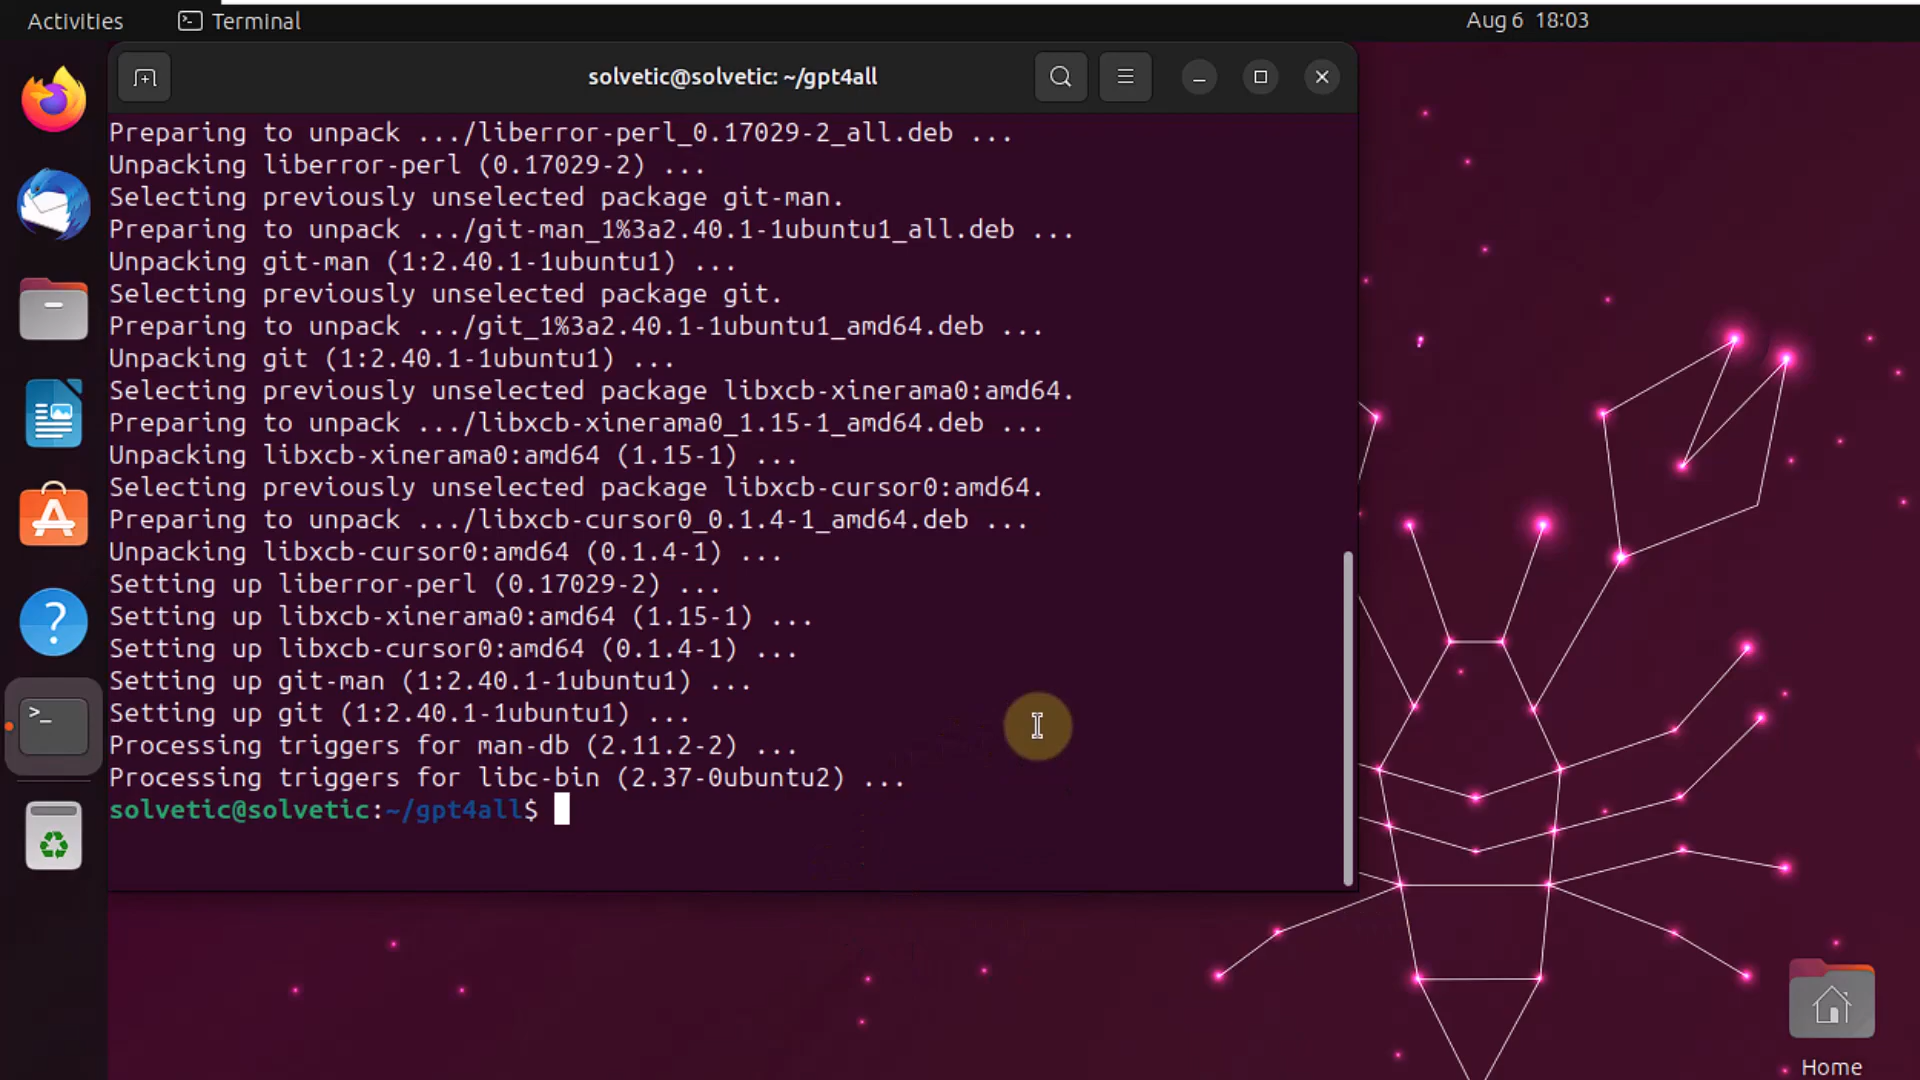 Activities
Terminal
Aug 6 18:03
solvetic@solvetic: ~/gpt4all
Preparing to unpack .../liberror-perl_0.17029-2_all.deb ...
Unpacking liberror-perl (0.17029-2) ...
Selecting previously unselected package git-man.
Preparing to unpack .../git-man_1%3a2.40.1-1ubuntu1_all.deb ...
Unpacking git-man (1:2.40.1-1ubuntu1) ...
Selecting previously unselected package git.
Preparing to unpack .../git_1%3a2.40.1-1ubuntu1_amd64.deb ...
Unpacking git (1:2.40.1-1ubuntu1) ...
Selecting previously unselected package libxcb-xinerama0:amd64.
Preparing to unpack .../libxcb-xinerama0_1.15-1_amd64.deb ...
Unpacking libxcb-xinerama0:amd64 (1.15-1) ...
Selecting previously unselected package libxcb-cursor0:amd64.
Preparing to unpack .../libxcb-cursor0_0.1.4-1_amd64.deb ...
Unpacking libxcb-cursor0:amd64 (0.1.4-1) ...
Setting up liberror-perl (0.17029-2) ...
Setting up libxcb-xinerama0:amd64 (1.15-1) ...
Setting up libxcb-cursor0:amd64 (0.1.4-1) ...
Setting up git-man (1:2.40.1-1ubuntu1) ...
Setting up git (1:2.40.1-1ubuntu1) ...
Processing triggers for man-db (2.11.2-2) ...
Processing triggers for libc-bin (2.37-0ubuntu2) ...
solvetic@solvetic:~/gpt4all$
Home